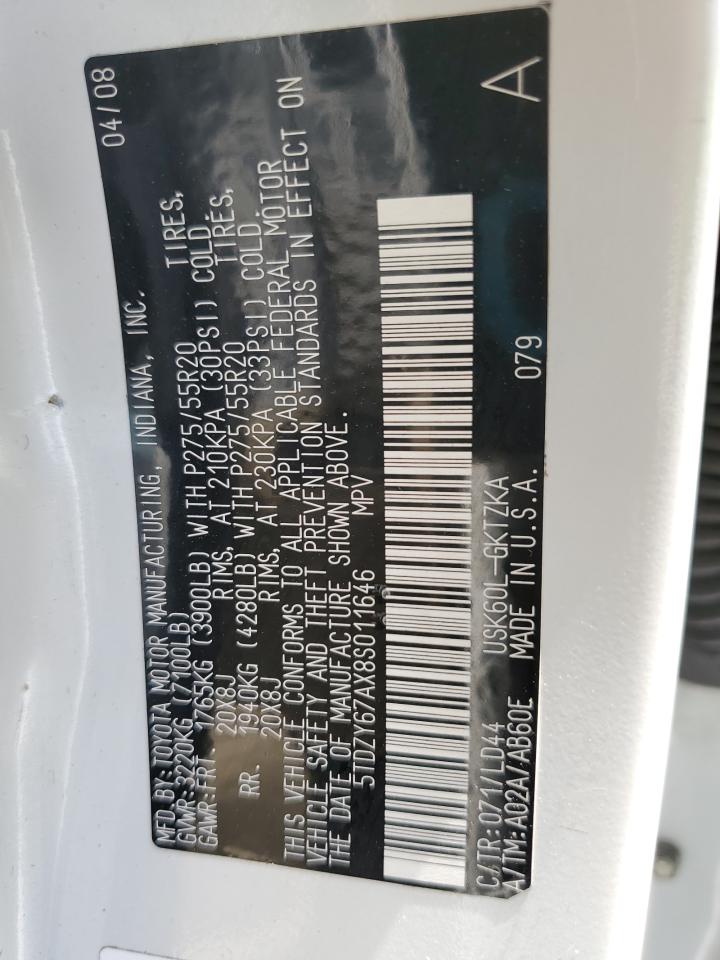 MFD.BY:TOYOTA MOTOR MANUFACTURING, INDIANA, INC. 04/08
GVWR:3220KG (7100LB)
GAWR-FRT 1765KG (3900LB) WITH P275/55R20 TIRES,
20X8J RIMS, AT 210KPA (30PSI) COLD
RR. 1940KG (4280LB) WITH P275/55R20 TIRES,
20X8J RIMS, AT 230KPA (33PSI) COLD.
THIS VEHICLE CONFORMS TO ALL APPLICABLE FEDERAL MOTOR
VEHICLE SAFETY AND THEFT PREVENTION STANDARDS IN EFFECT ON
THE DATE OF MANUFACTURE SHOWN ABOVE.
5TDZY67AX8S011646 MPV
C/TR:071/LD44 USK60L-GKTZKA 079 A
A/TM:A02A/AB60E MADE IN U.S.A.